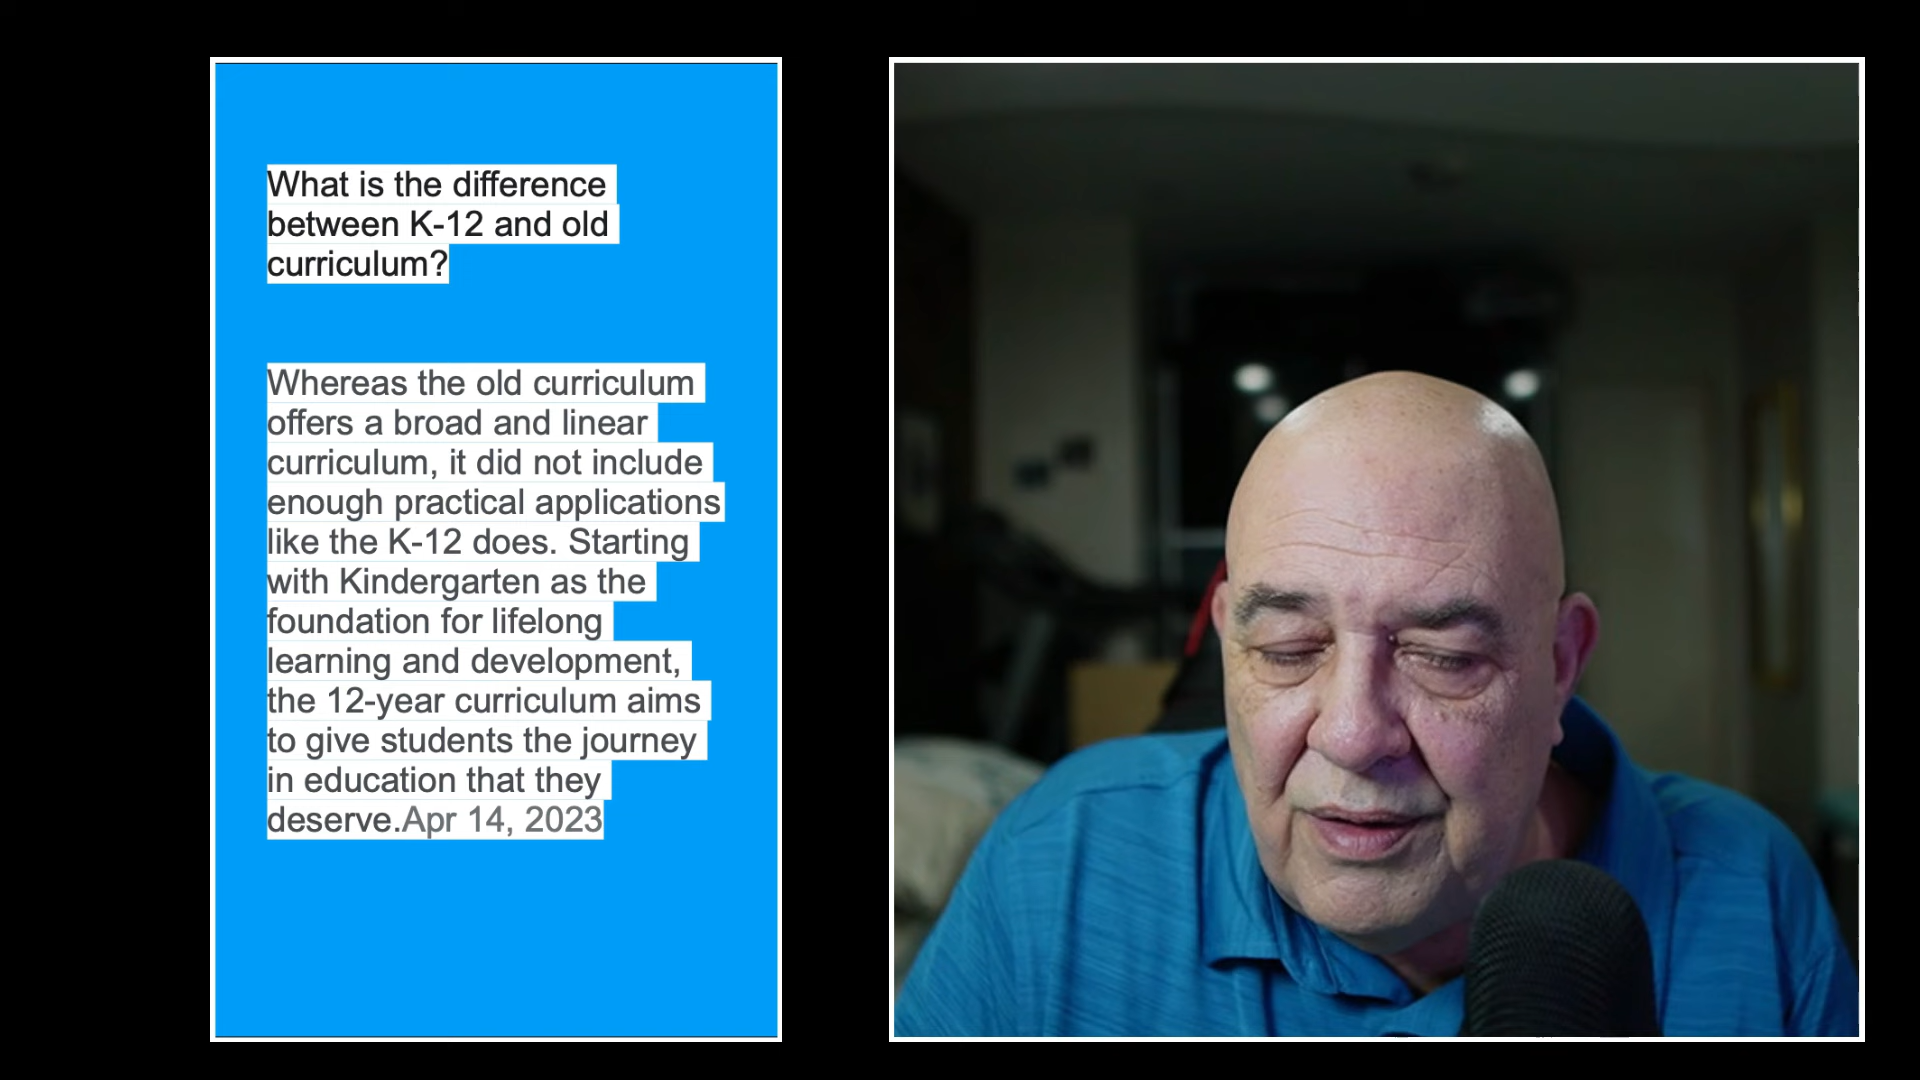 What is the difference
between K-12 and old
curriculum?
Whereas the old curriculum
offers a broad and linear
curriculum, it did not include
enough practical applications
like the K-12 does. Starting
with Kindergarten as the
foundation for lifelong
learning and development,
the 12-year curriculum aims
to give students the journey
in education that they
deserve.Apr 14, 2023